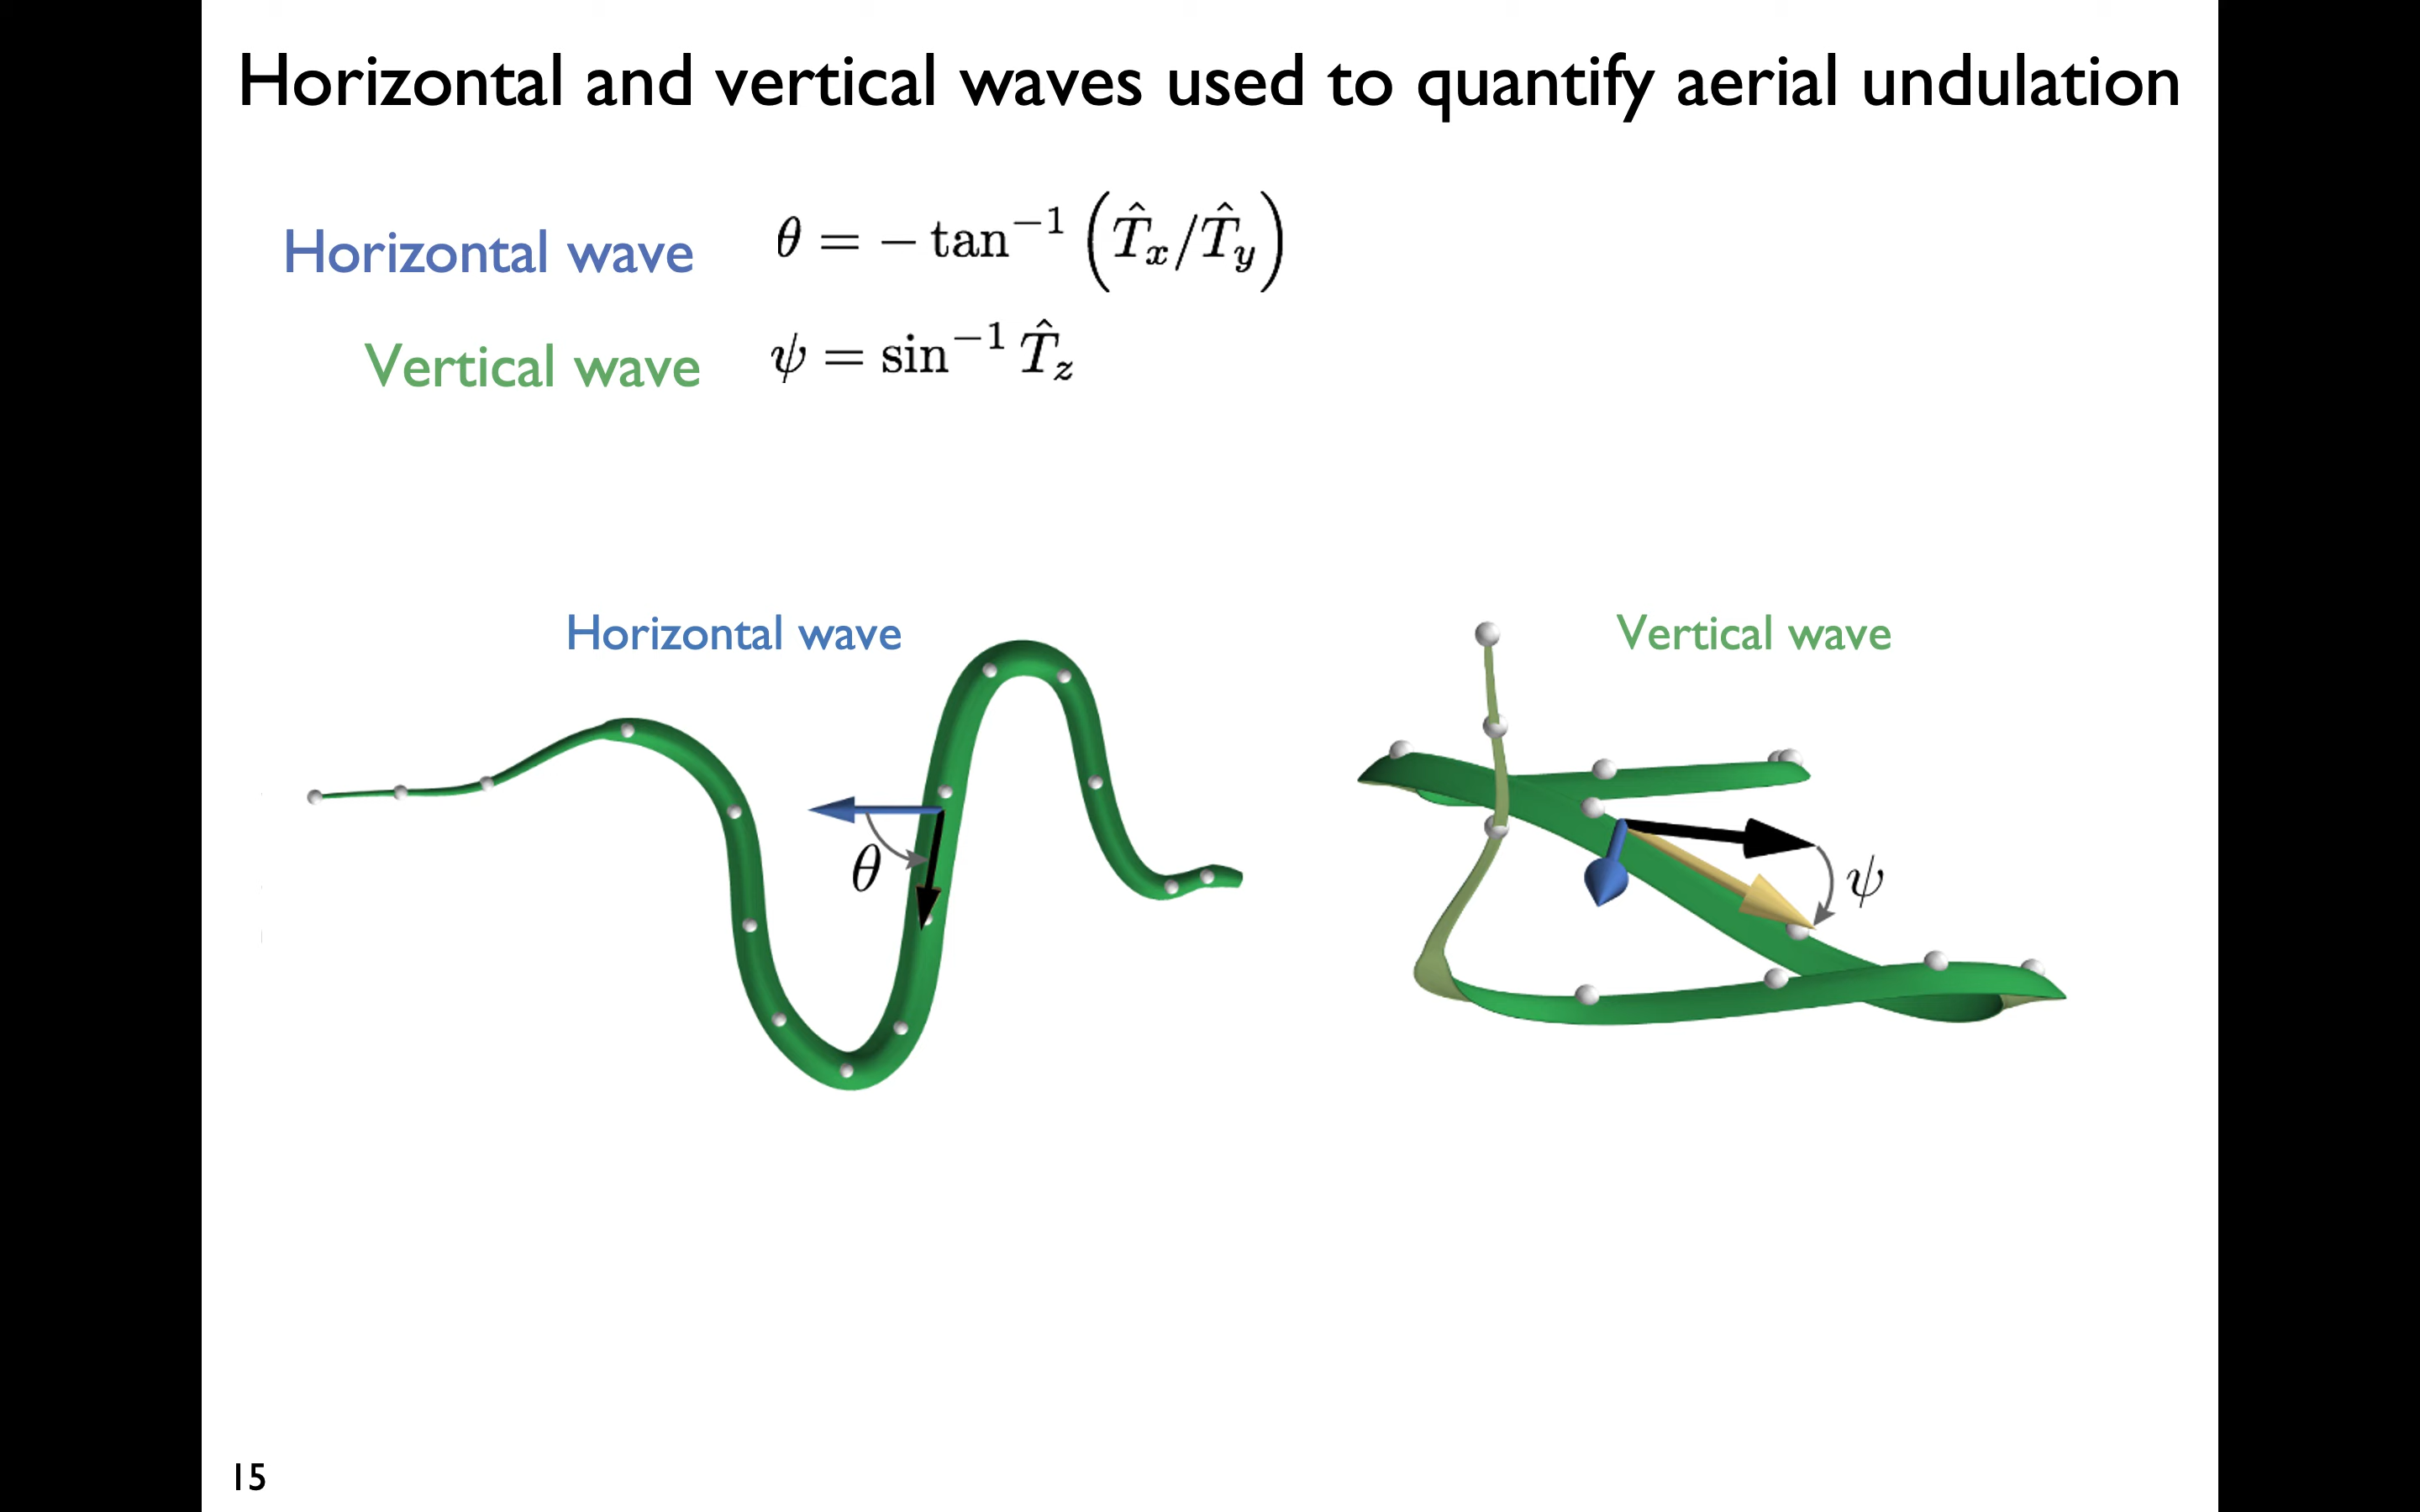 Horizontal and vertical waves used to quantify aerial undulation
Horizontal wave θ = − tan⁻¹ (T̂ₓ/T̂_y)
Vertical wave ψ = sin⁻¹ T̂_z
Horizontal wave
Vertical wave
θ
ψ
15